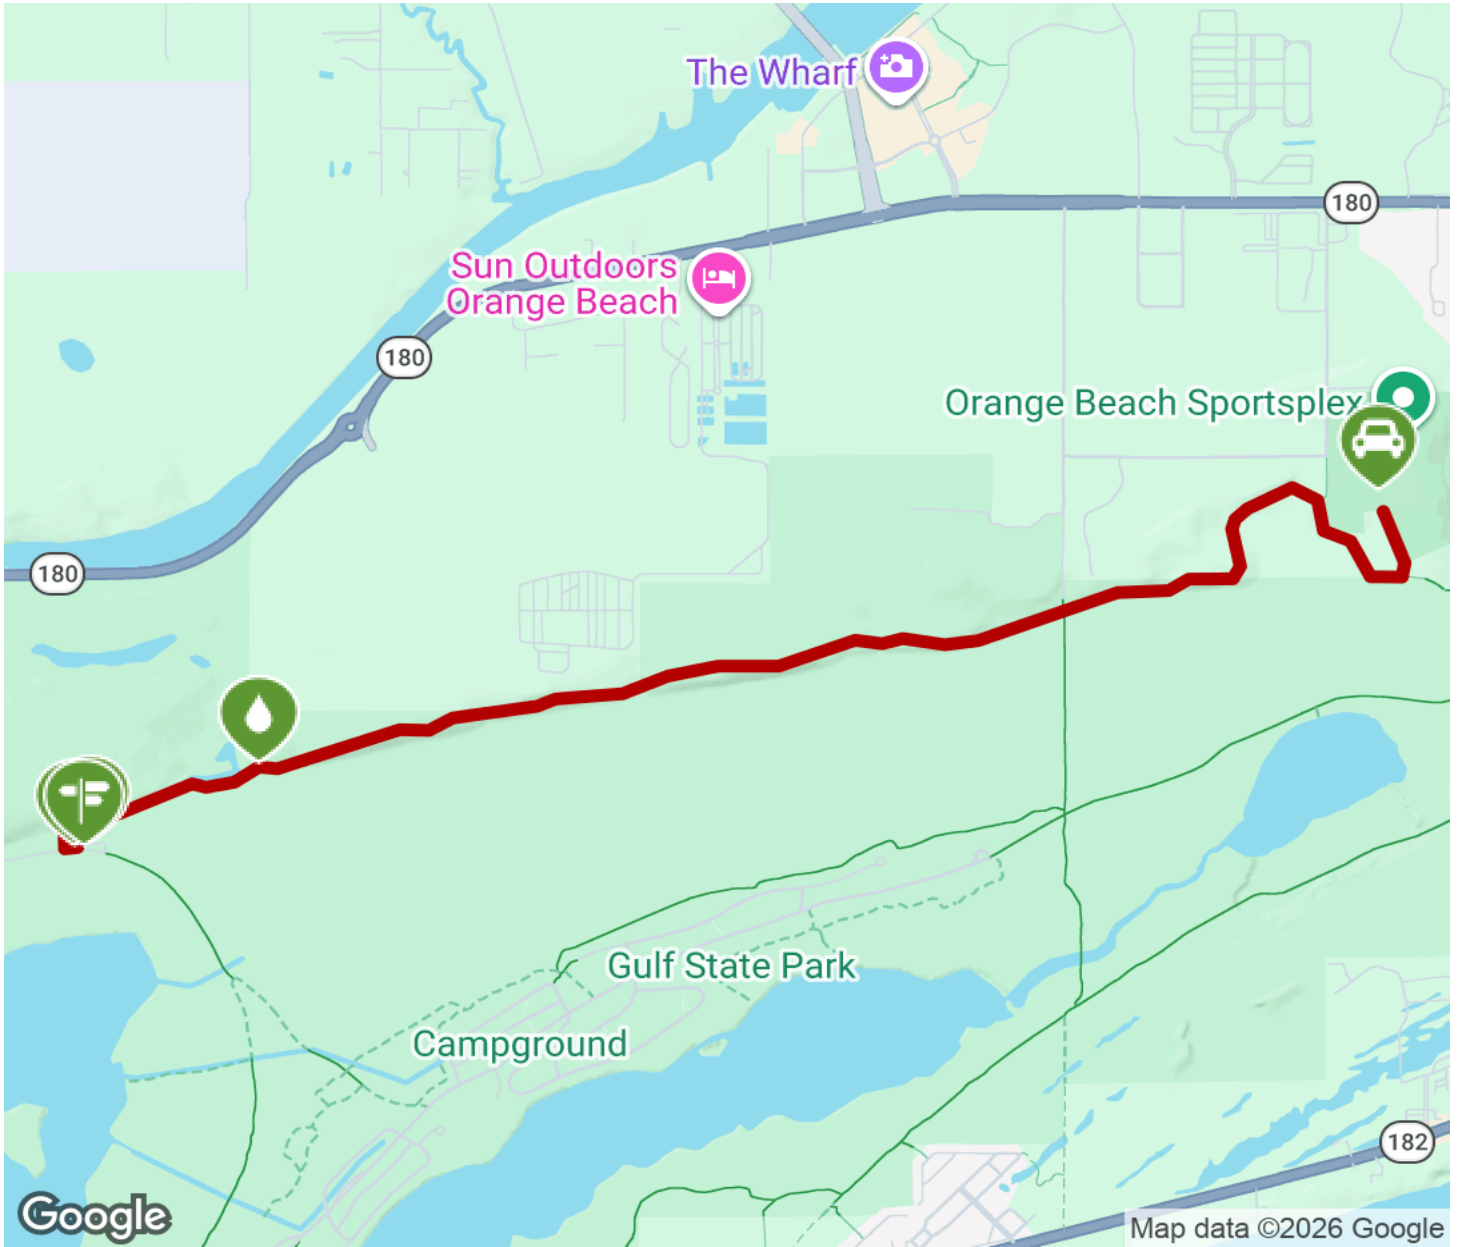 The Wharf
180
Sun Outdoors
Orange Beach
180
Orange Beach Sportsplex
180
Gulf State Park
Campground
182
Google
Map data ©2026 Google